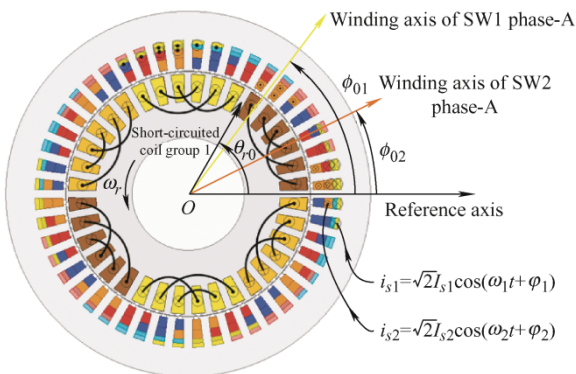 Winding axis of SW1 phase-A
ϕ₀₁
Winding axis of SW2
phase-A
Short-circuited
coil group 1
θᵣ₀
ϕ₀₂
ωᵣ
O
Reference axis
iₛ₁=√2Iₛ₁cos(ω₁t+φ₁)
iₛ₂=√2Iₛ₂cos(ω₂t+φ₂)